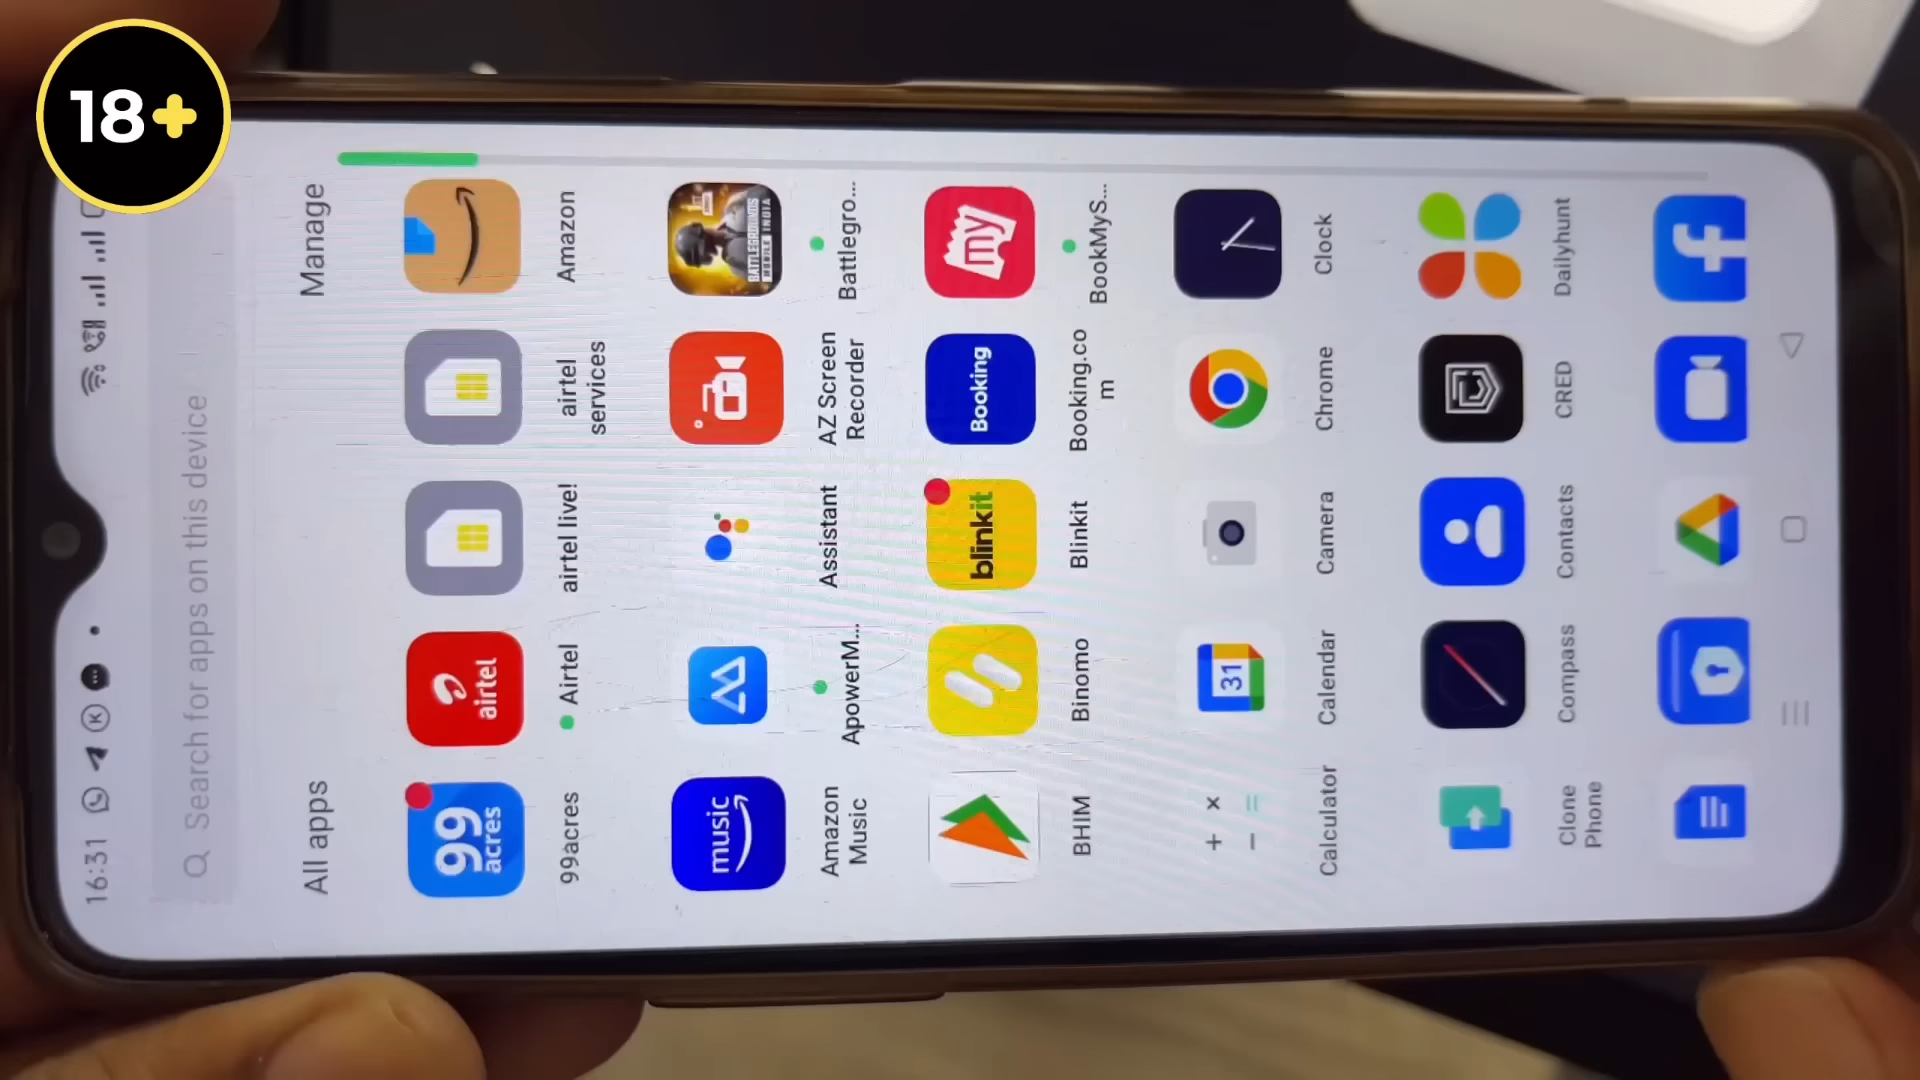 18+
16:31
Search for apps on this device
All apps
Manage
99 acres
airtel
99acres
Airtel
airtel live!
airtel
services
Amazon
music
BATTLEGROUNDS
MOBILE INDIA
Amazon
Music
ApowerM...
Assistant
AZ Screen
Recorder
Battlegro...
blinkit
Booking
my
BHIM
Binomo
Blinkit
Booking.co
m
BookMyS...
31
Calculator
Calendar
Camera
Chrome
Clock
Clone
Phone
Compass
Contacts
CRED
Dailyhunt
f